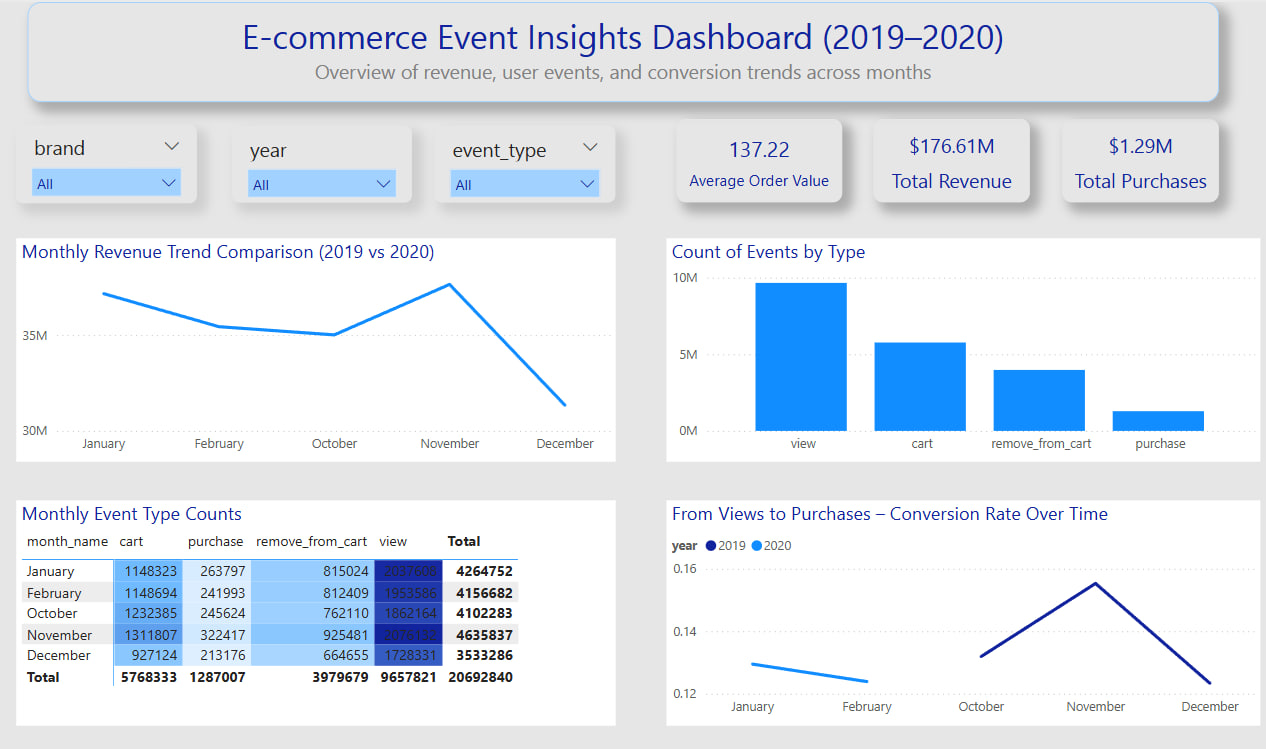 E-commerce Event Insights Dashboard (2019–2020)
Overview of revenue, user events, and conversion trends across months
brand
All
year
All
event_type
All
137.22
Average Order Value
$176.61M
Total Revenue
$1.29M
Total Purchases
Monthly Revenue Trend Comparison (2019 vs 2020)
35M
30M
January February October November December
Count of Events by Type
10M
5M
0M
view cart remove_from_cart purchase
Monthly Event Type Counts
month_name cart purchase remove_from_cart view Total
January 1148323 263797 815024 2037608 4264752
February 1148694 241993 812409 1953586 4156682
October 1232385 245624 762110 1862164 4102283
November 1311807 322417 925481 2076132 4635837
December 927124 213176 664655 1728331 3533286
Total 5768333 1287007 3979679 9657821 20692840
From Views to Purchases – Conversion Rate Over Time
year 2019 2020
0.16
0.14
0.12
January February October November December